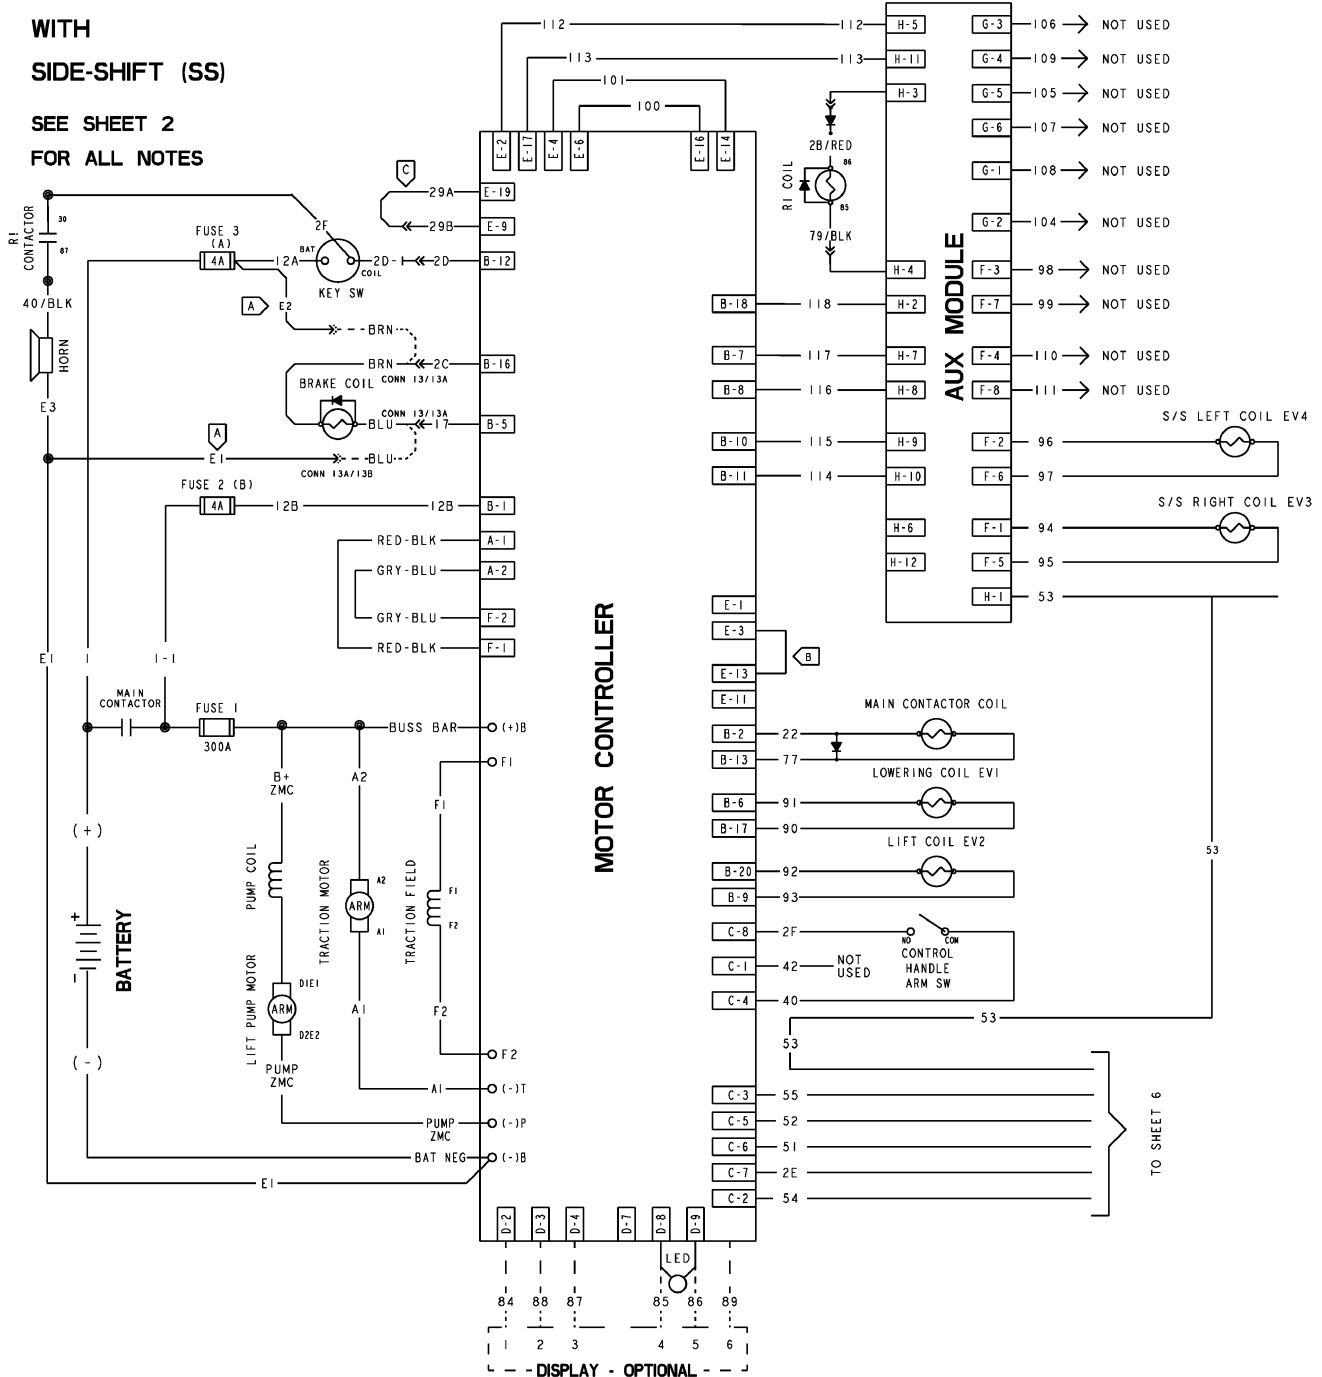 WITH
SIDE-SHIFT (SS)
SEE SHEET 2
FOR ALL NOTES
112
112
H-5
G-3
106
NOT USED
113
113
H-11
G-4
109
NOT USED
101
H-3
G-5
105
NOT USED
100
G-6
107
NOT USED
E-2
E-17
E-4
E-6
E-16
E-14
2B/RED
86
R1 COIL
85
79/BLK
G-1
108
NOT USED
G-2
104
NOT USED
AUX MODULE
H-4
F-3
98
NOT USED
B-18
118
H-2
F-7
99
NOT USED
B-7
117
H-7
F-4
110
NOT USED
B-8
116
H-8
F-8
111
NOT USED
S/S LEFT COIL EV4
B-10
115
H-9
F-2
96
B-11
114
H-10
F-6
97
S/S RIGHT COIL EV3
H-6
F-1
94
H-12
F-5
95
H-1
53
C
29A
E-19
29B
E-9
R!
CONTACTOR
30
87
2F
FUSE 3
(A)
4A
12A
BAT
COIL
2D
2D
B-12
KEY SW
40/BLK
A
E2
BRN
HORN
BRN
2C
B-16
CONN 13/13A
BRAKE COIL
E3
CONN 13/13A
BLU
17
B-5
A
E1
BLU
CONN 13A/13B
FUSE 2 (B)
4A
12B
12B
B-1
RED-BLK
A-1
GRY-BLU
A-2
GRY-BLU
F-2
RED-BLK
F-1
E1
1
1-1
MOTOR CONTROLLER
E-1
E-3
B
E-13
E-11
MAIN
CONTACTOR
FUSE 1
300A
BUSS BAR
(+)B
F1
MAIN CONTACTOR COIL
B-2
22
B-13
77
LOWERING COIL EV1
B-6
91
B-17
90
LIFT COIL EV2
B-20
92
B-9
93
C-8
2F
NO
COM
CONTROL
HANDLE
ARM SW
C-1
42
NOT
USED
C-4
40
53
53
53
B+
ZMC
A2
F1
(+)
PUMP COIL
TRACTION MOTOR
A2
ARM
A1
TRACTION FIELD
F1
F2
+
-
BATTERY
LIFT PUMP MOTOR
D1E1
ARM
D2E2
A1
F2
(-)
PUMP
ZMC
F2
A1
(-)T
PUMP
ZMC
(-)P
BAT NEG
(-)B
E1
C-3
55
C-5
52
C-6
51
C-7
2E
C-2
54
TO SHEET 6
D-2
D-3
D-4
D-7
D-8
D-9
LED
84
88
87
85
86
89
1
2
3
4
5
6
DISPLAY - OPTIONAL